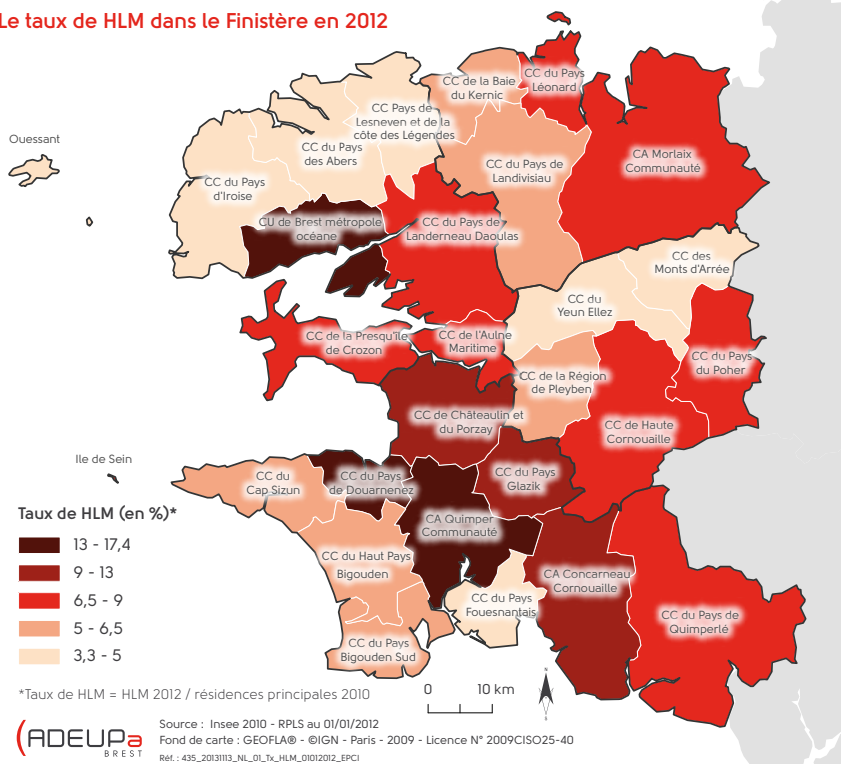 Le taux de HLM dans le Finistère en 2012
CC de la Baie
du Kernic
CC du Pays
Léonard
CC Pays de
Lesneven et de la
côte des Légendes
Ouessant
CC du Pays
des Abers
CC du Pays de
Landivisiau
CA Morlaix
Communauté
CC du Pays
d'Iroise
CU de Brest métropole
océane
CC du Pays de
Landerneau Daoulas
CC des
Monts d'Arrée
CC du
Yeun Ellez
CC de la Presqu'île
de Crozon
CC de l'Aulne
Maritime
CC du Pays
du Poher
CC de la Région
de Pleyben
CC de Châteaulin et
du Porzay
CC de Haute
Cornouaille
Ile de Sein
CC du
Cap Sizun
CC du Pays
de Douarnenez
CC du Pays
Glazik
CA Quimper
Communauté
CC du Haut Pays
Bigouden
CA Concarneau
Cornouaille
CC du Pays
Fouesnantais
CC du Pays de
Quimperlé
CC du Pays
Bigouden Sud
Taux de HLM (en %)*
13 - 17,4
9 - 13
6,5 - 9
5 - 6,5
3,3 - 5
*Taux de HLM = HLM 2012 / résidences principales 2010
0 10 km
N
ADEUPa
BREST
Source : Insee 2010 - RPLS au 01/01/2012
Fond de carte : GEOFLA® - ©IGN - Paris - 2009 - Licence N° 2009CISO25-40
Réf. : 435_20131113_NL_01_Tx_HLM_01012012_EPCI